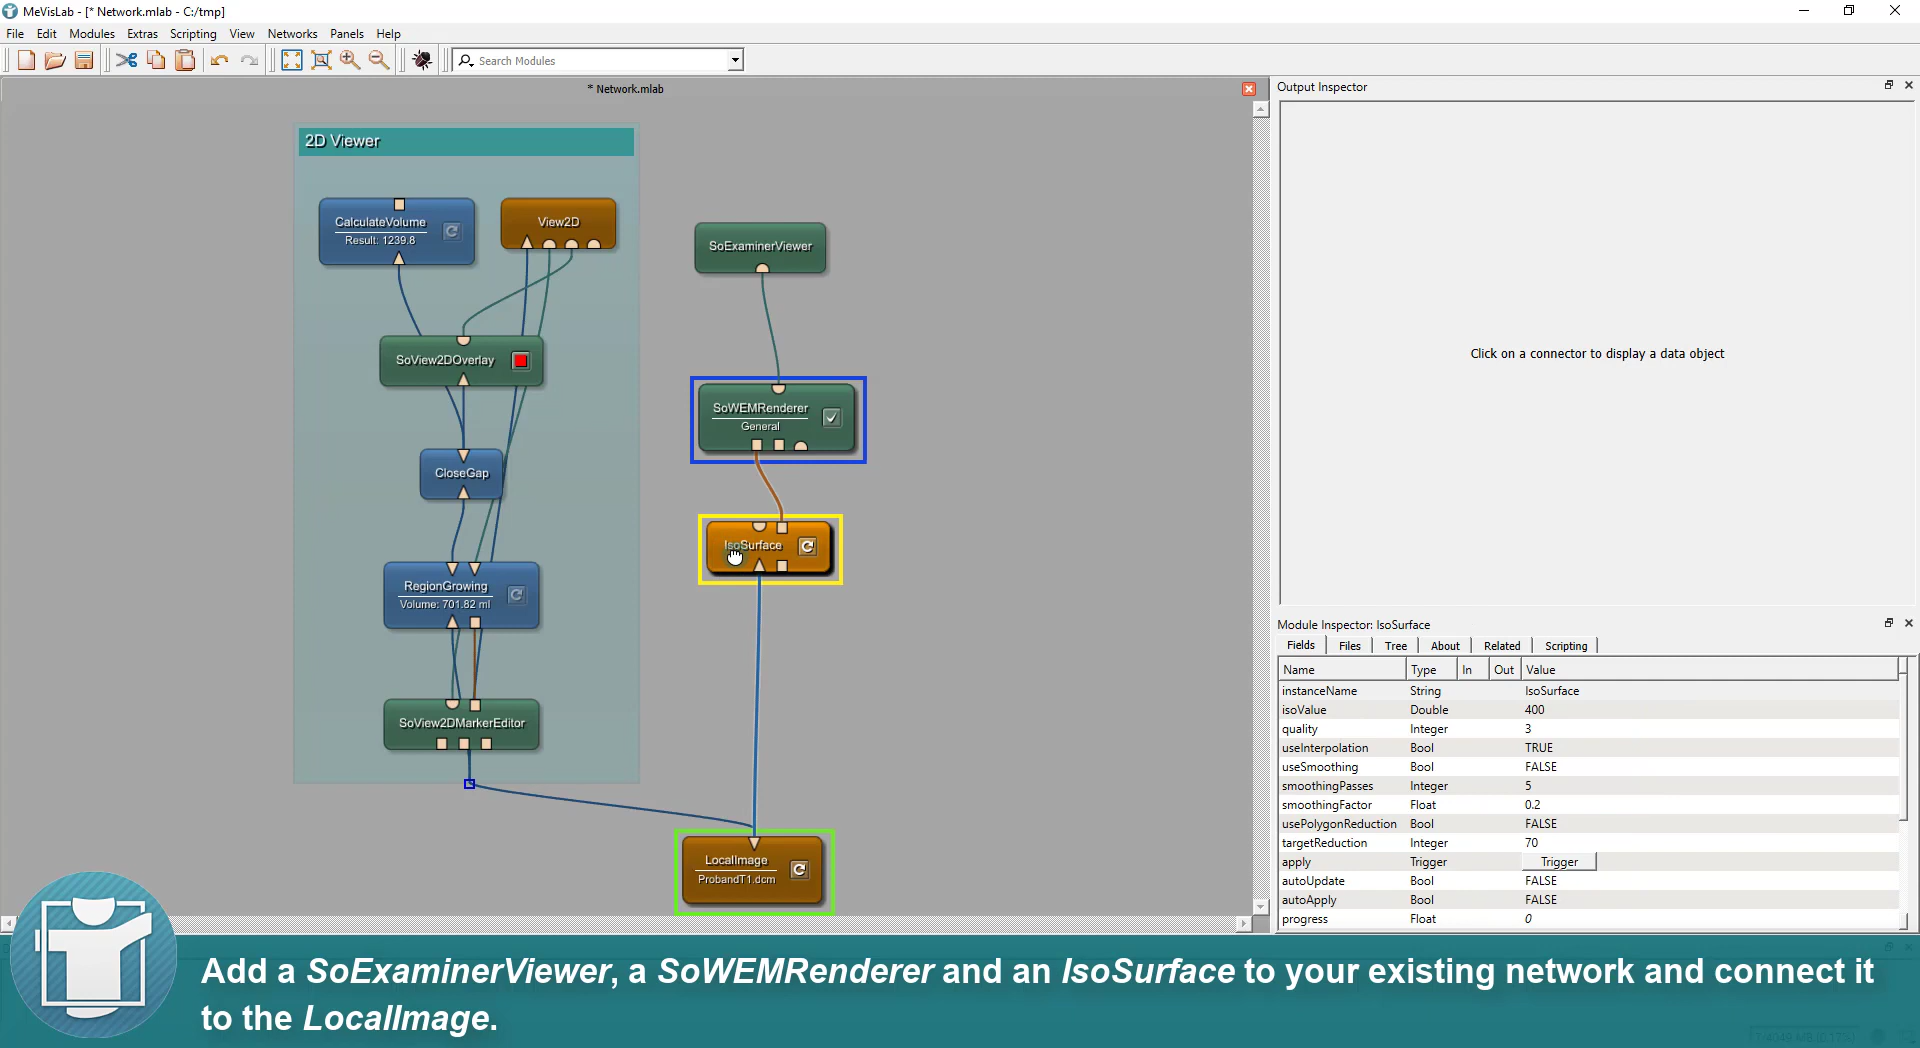 MeVisLab - [* Network.mlab - C:/tmp]
File Edit Modules Extras Scripting View Networks Panels Help
Search Modules
* Network.mlab
Output Inspector
2D Viewer
CalculateVolume
Result: 1239.8
View2D
SoExaminerViewer
SoView2DOverlay
SoWEMRenderer
General
CloseGap
IsoSurface
RegionGrowing
Volume: 701.82 ml
SoView2DMarkerEditor
LocalImage
ProbandT1.dcm
Click on a connector to display a data object
Module Inspector: IsoSurface
Fields Files Tree About Related Scripting
Name Type In Out Value
instanceName String IsoSurface
isoValue Double 400
quality Integer 3
useInterpolation Bool TRUE
useSmoothing Bool FALSE
smoothingPasses Integer 5
smoothingFactor Float 0.2
usePolygonReduction Bool FALSE
targetReduction Integer 70
apply Trigger Trigger
autoUpdate Bool FALSE
autoApply Bool FALSE
progress Float 0
Add a SoExaminerViewer, a SoWEMRenderer and an IsoSurface to your existing network and connect it
to the LocalImage.